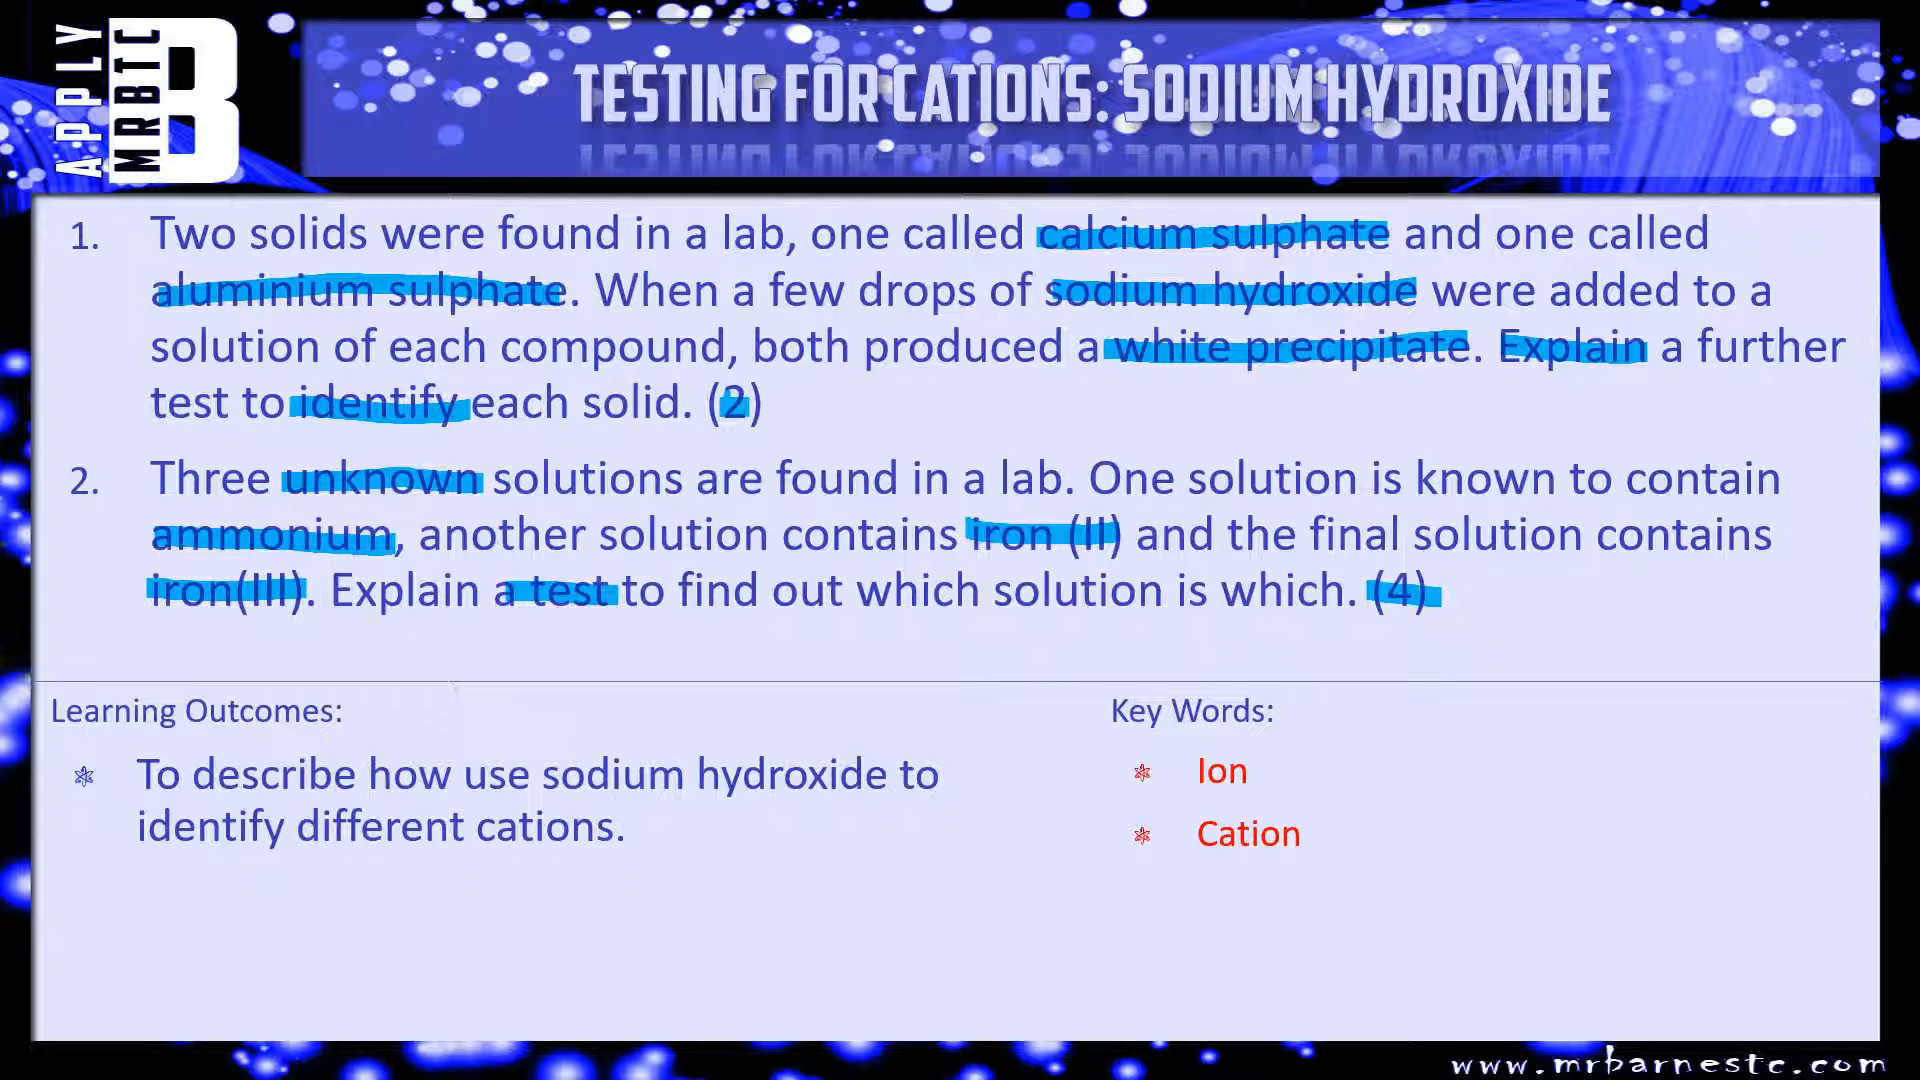 APPLY
MRBTC
B
TESTING FOR CATIONS: SODIUM HYDROXIDE
1. Two solids were found in a lab, one called calcium sulphate and one called
aluminium sulphate. When a few drops of sodium hydroxide were added to a
solution of each compound, both produced a white precipitate. Explain a further
test to identify each solid. (2)
2. Three unknown solutions are found in a lab. One solution is known to contain
ammonium, another solution contains iron (II) and the final solution contains
iron(III). Explain a test to find out which solution is which. (4)
Learning Outcomes:
To describe how use sodium hydroxide to
identify different cations.
Key Words:
Ion
Cation
www.mrbarnestc.com